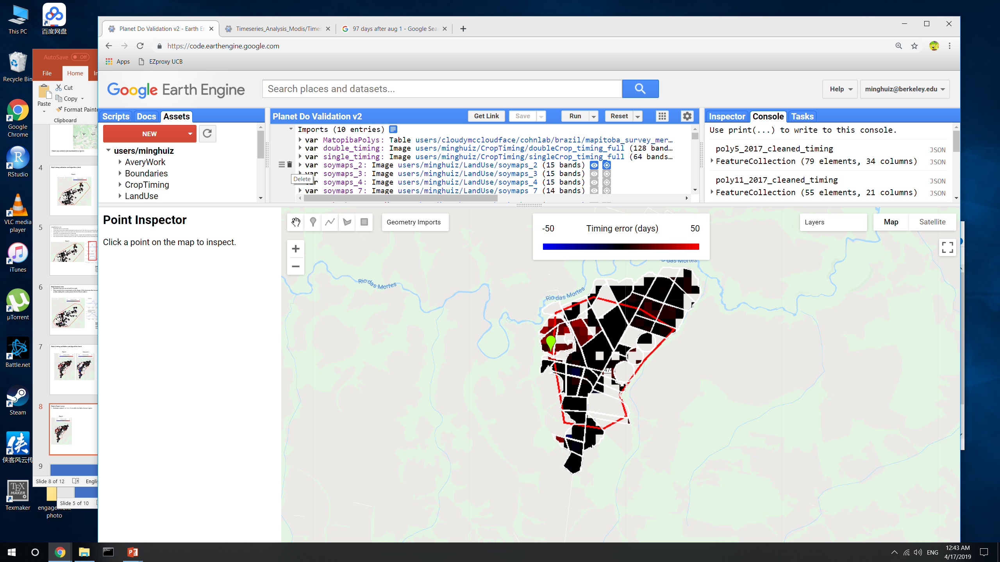 This PC
百度网盘
Recycle Bin
Google Chrome
RStudio
VLC media player
iTunes
µTorrent
Battle.net
Steam
侠客风云传
Texmaker
engagement photo
AutoSave Off
File
Home
Cut
Copy
Paste
Format Painte
Clipboard
4
5
6
7
8
9
Slide 8 of 12
Englis
Slide 5 of 10
Planet Do Validation v2 - Earth En
Timeseries_Analysis_Modis/Times
97 days after aug 1 - Google Sea
https://code.earthengine.google.com
Apps
EZproxy UCB
Google Earth Engine
Search places and datasets...
Help
minghuiz@berkeley.edu
Scripts
Docs
Assets
NEW
users/minghuiz
AveryWork
Boundaries
CropTiming
LandUse
Planet Do Validation v2
Get Link
Save
Run
Reset
Imports (10 entries)
var MatopibaPolys: Table users/cloudymccloudface/cohnlab/brazil/mapitoba_survey_mer…
var double_timing: Image users/minghuiz/CropTiming/doubleCrop_timing_full (128 band…
var single_timing: Image users/minghuiz/CropTiming/singleCrop_timing_full (64 bands…
var soymaps_2: Image users/minghuiz/LandUse/soymaps_2 (15 bands)
var soymaps_3: Image users/minghuiz/LandUse/soymaps_3 (15 bands)
Delete
var soymaps_4: Image users/minghuiz/LandUse/soymaps_4 (15 bands)
var soymaps_7: Image users/minghuiz/LandUse/soymaps_7 (14 bands)
Inspector
Console
Tasks
Use print(...) to write to this console.
poly5_2017_cleaned_timing
JSON
FeatureCollection (79 elements, 34 columns)
JSON
poly11_2017_cleaned_timing
JSON
FeatureCollection (55 elements, 21 columns)
JSON
Point Inspector
Click a point on the map to inspect.
Geometry Imports
-50
Timing error (days)
50
Layers
Map
Satellite
Rio das Mortes
Rio das Mortes
o das Mortes
ENG
12:43 AM
4/17/2019